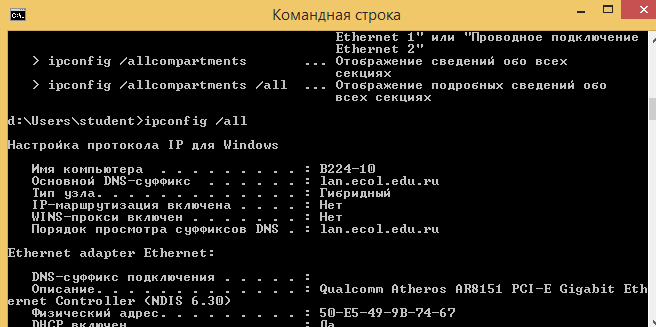 Командная строка
Ethernet 1" или "Проводное подключение
Ethernet 2"
> ipconfig /allcompartments ... Отображение сведений обо всех
секциях
> ipconfig /allcompartments /all ... Отображение подробных сведений обо
всех секциях
d:\Users\student>ipconfig /all
Настройка протокола IP для Windows
Имя компьютера . . . . . . . . . : B224-10
Основной DNS-суффикс . . . . . . : lan.ecol.edu.ru
Тип узла. . . . . . . . . . . . . : Гибридный
IP-маршрутизация включена . . . . : Нет
WINS-прокси включен . . . . . . . : Нет
Порядок просмотра суффиксов DNS . : lan.ecol.edu.ru
Ethernet adapter Ethernet:
DNS-суффикс подключения . . . . . :
Описание. . . . . . . . . . . . . : Qualcomm Atheros AR8151 PCI-E Gigabit Eth
ernet Controller (NDIS 6.30)
Физический адрес. . . . . . . . . : 50-E5-49-9B-74-67
DHCP включен . . . . . . . . . . : Да